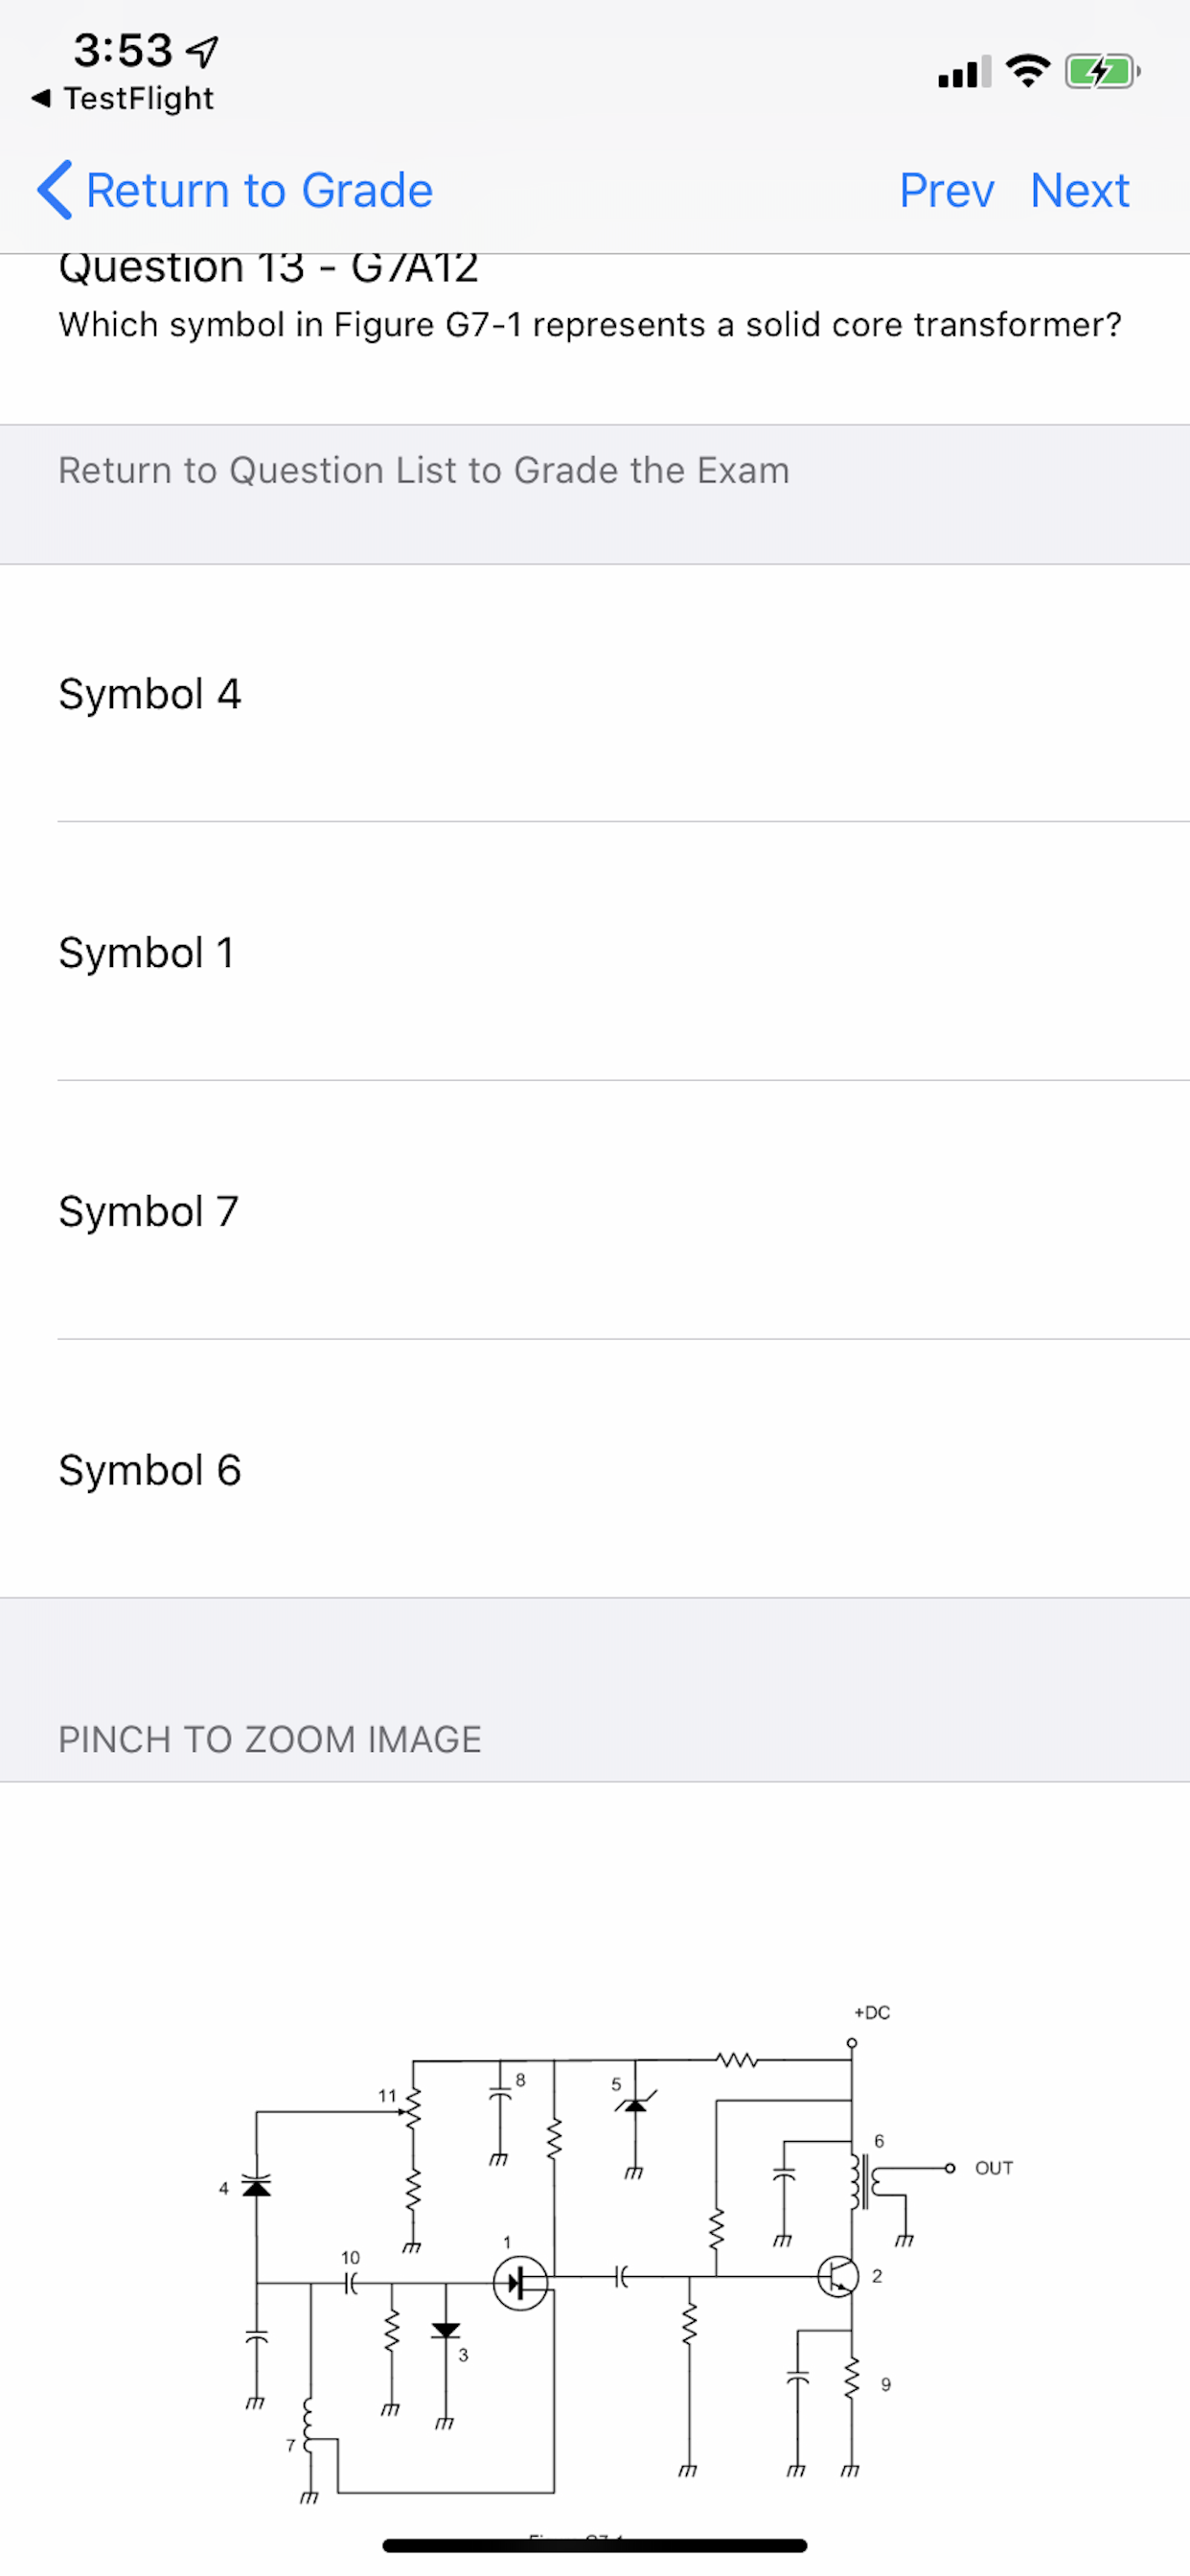 3:53
◀ TestFlight
Return to Grade
Prev Next
Question 13 - G7A12
Which symbol in Figure G7-1 represents a solid core transformer?
Return to Question List to Grade the Exam
Symbol 4
Symbol 1
Symbol 7
Symbol 6
PINCH TO ZOOM IMAGE
+DC
11
8
5
6
OUT
4
1
10
2
3
9
7